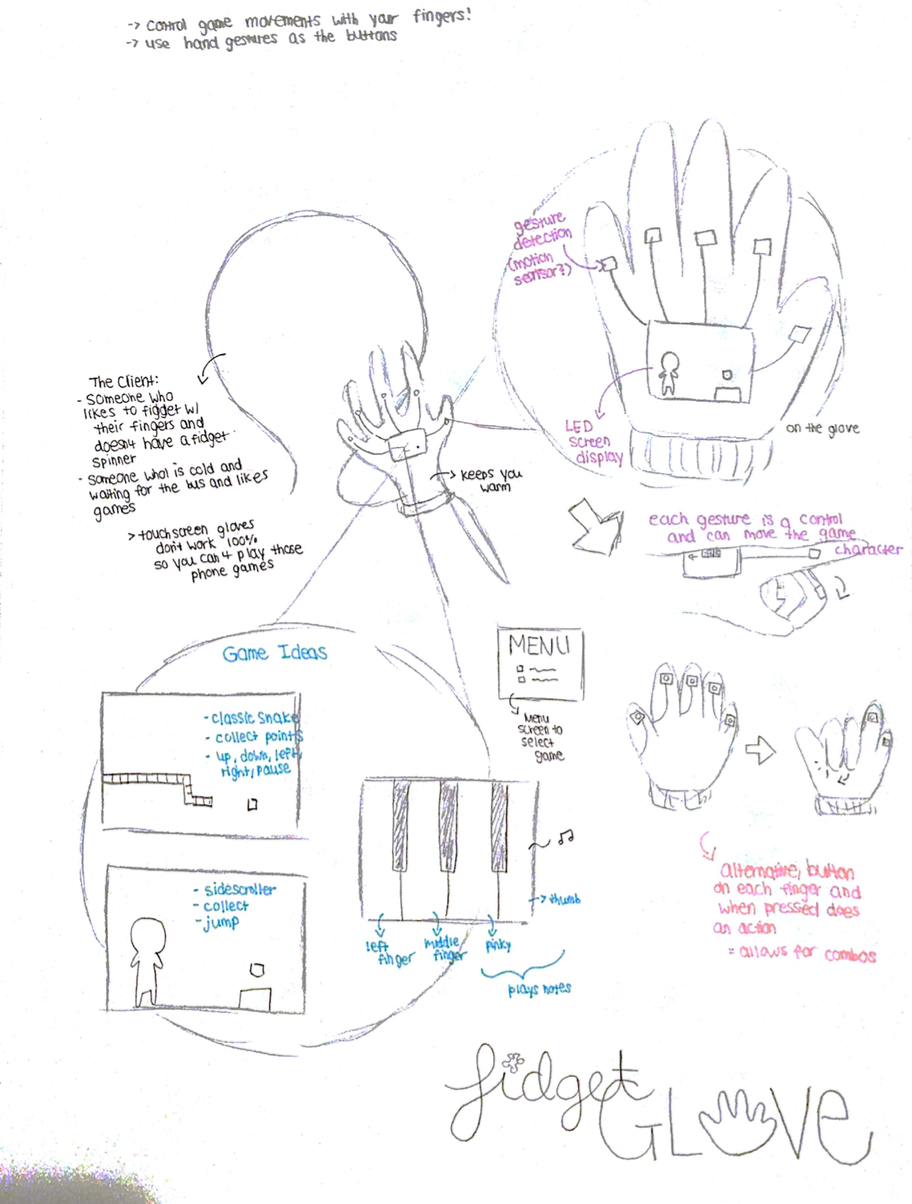 -> control game movements with your fingers!
-> use hand gestures as the buttons
gesture
detection
(motion
sensor?)
LED
screen
display
on the glove
The Client:
- someone who
likes to figdet w/
their fingers and
doesn't have a fidget
spinner
- someone who is cold and
waiting for the bus and likes
games
> touchscreen gloves
don't work 100%
so you can't play those
phone games
-> keeps you
warm
each gesture is a control
and can move the game
character
Game Ideas
- classic snake
- collect points
- up, down, left,
right, pause
MENU
Menu
screen to
select
game
- sidescroller
- collect
- jump
-> thumb
left
finger
middle
finger
pinky
plays notes
alternative, button
on each finger and
when pressed does
an action
= allows for combos
fidget
GLOVE